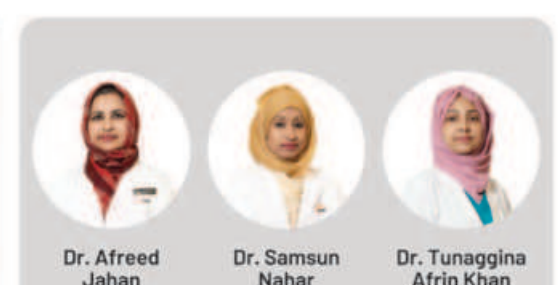 Dr. Afreed
Jahan
Dr. Samsun
Nahar
Dr. Tunaggina
Afrin Khan